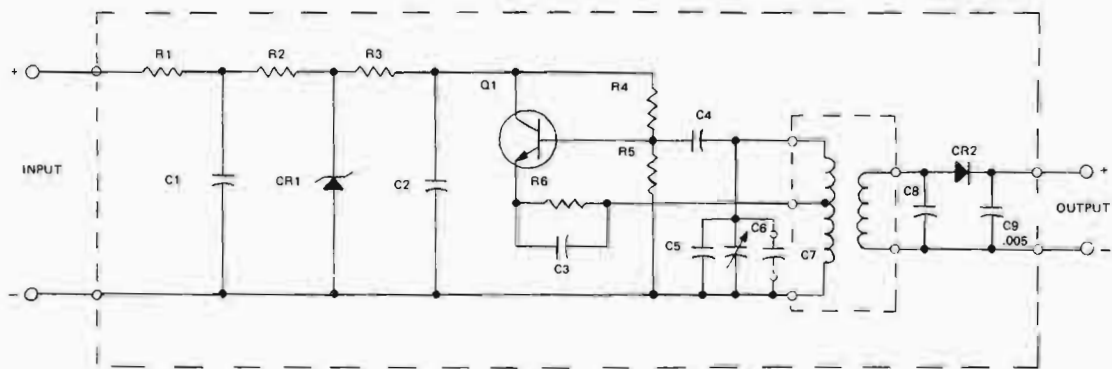 R1
R2
R3
Q1
R4
C4
R5
CR2
+
+
INPUT
C1
CR1
C2
R6
C8
OUTPUT
C9
.005
C5
C6
C7
C3
−
−